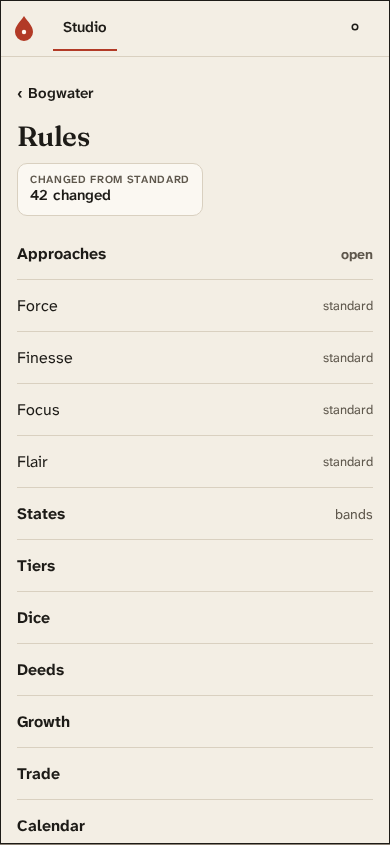 Studio
‹ Bogwater
Rules
CHANGED FROM STANDARD
42 changed
Approaches open
Force standard
Finesse standard
Focus standard
Flair standard
States bands
Tiers
Dice
Deeds
Growth
Trade
Calendar